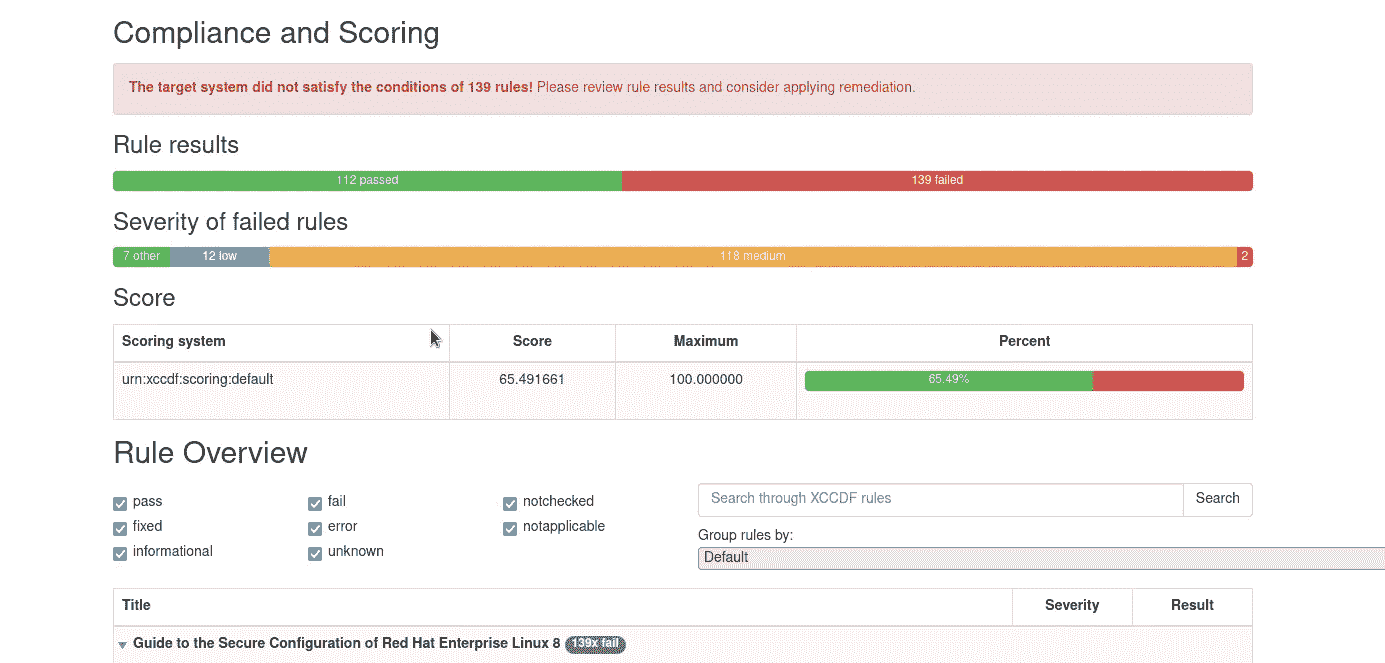 Compliance and Scoring
The target system did not satisfy the conditions of 139 rules! Please review rule results and consider applying remediation.
Rule results
112 passed 139 failed
Severity of failed rules
7 other 12 low 118 medium 2
Score
Scoring system Score Maximum Percent
urn:xccdf:scoring:default 65.491661 100.000000 65.49%
Rule Overview
pass fail notchecked
fixed error notapplicable
informational unknown
Search through XCCDF rules Search
Group rules by:
Default
Title Severity Result
Guide to the Secure Configuration of Red Hat Enterprise Linux 8 139x fail